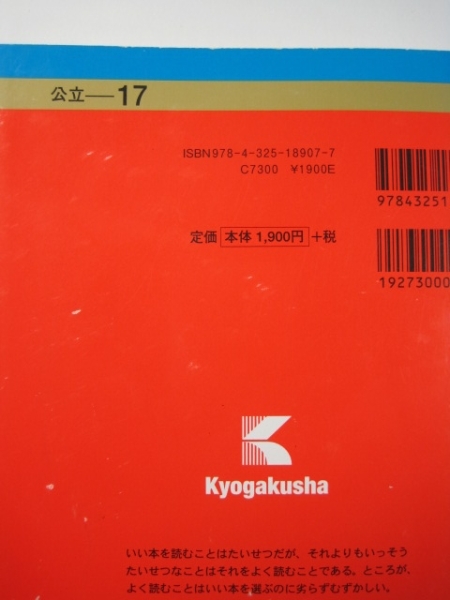 公立──17
ISBN978-4-325-18907-7
C7300 ¥1900E
97843251
定価 本体1,900円 +税
19273000
Kyogakusha
いい本を読むことはたいせつだが、それよりもいっそう
たいせつなことはそれをよく読むことである。ところが、
よく読むことはいい本を選ぶのに劣らずむずかしい。